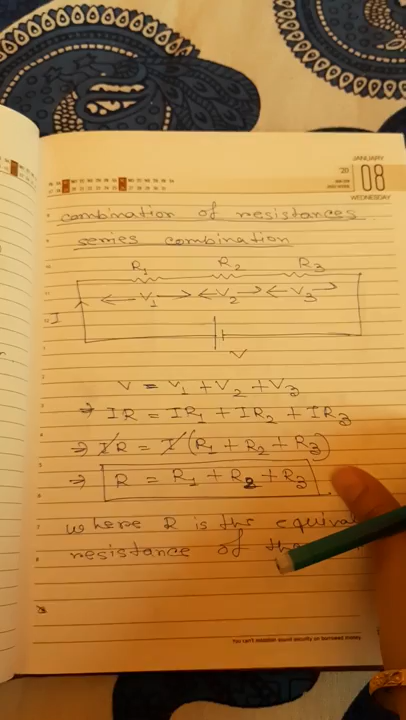 JANUARY
'20
08
WEDNESDAY
combination of resistances
series combination
R1 R2 R3
V1 V2 V3
I
V
V = V1 + V2 + V3
⇒ IR = IR1 + IR2 + IR3
⇒ IR = I (R1 + R2 + R3)
⇒ R = R1 + R2 + R3
where R is the
resistance of the